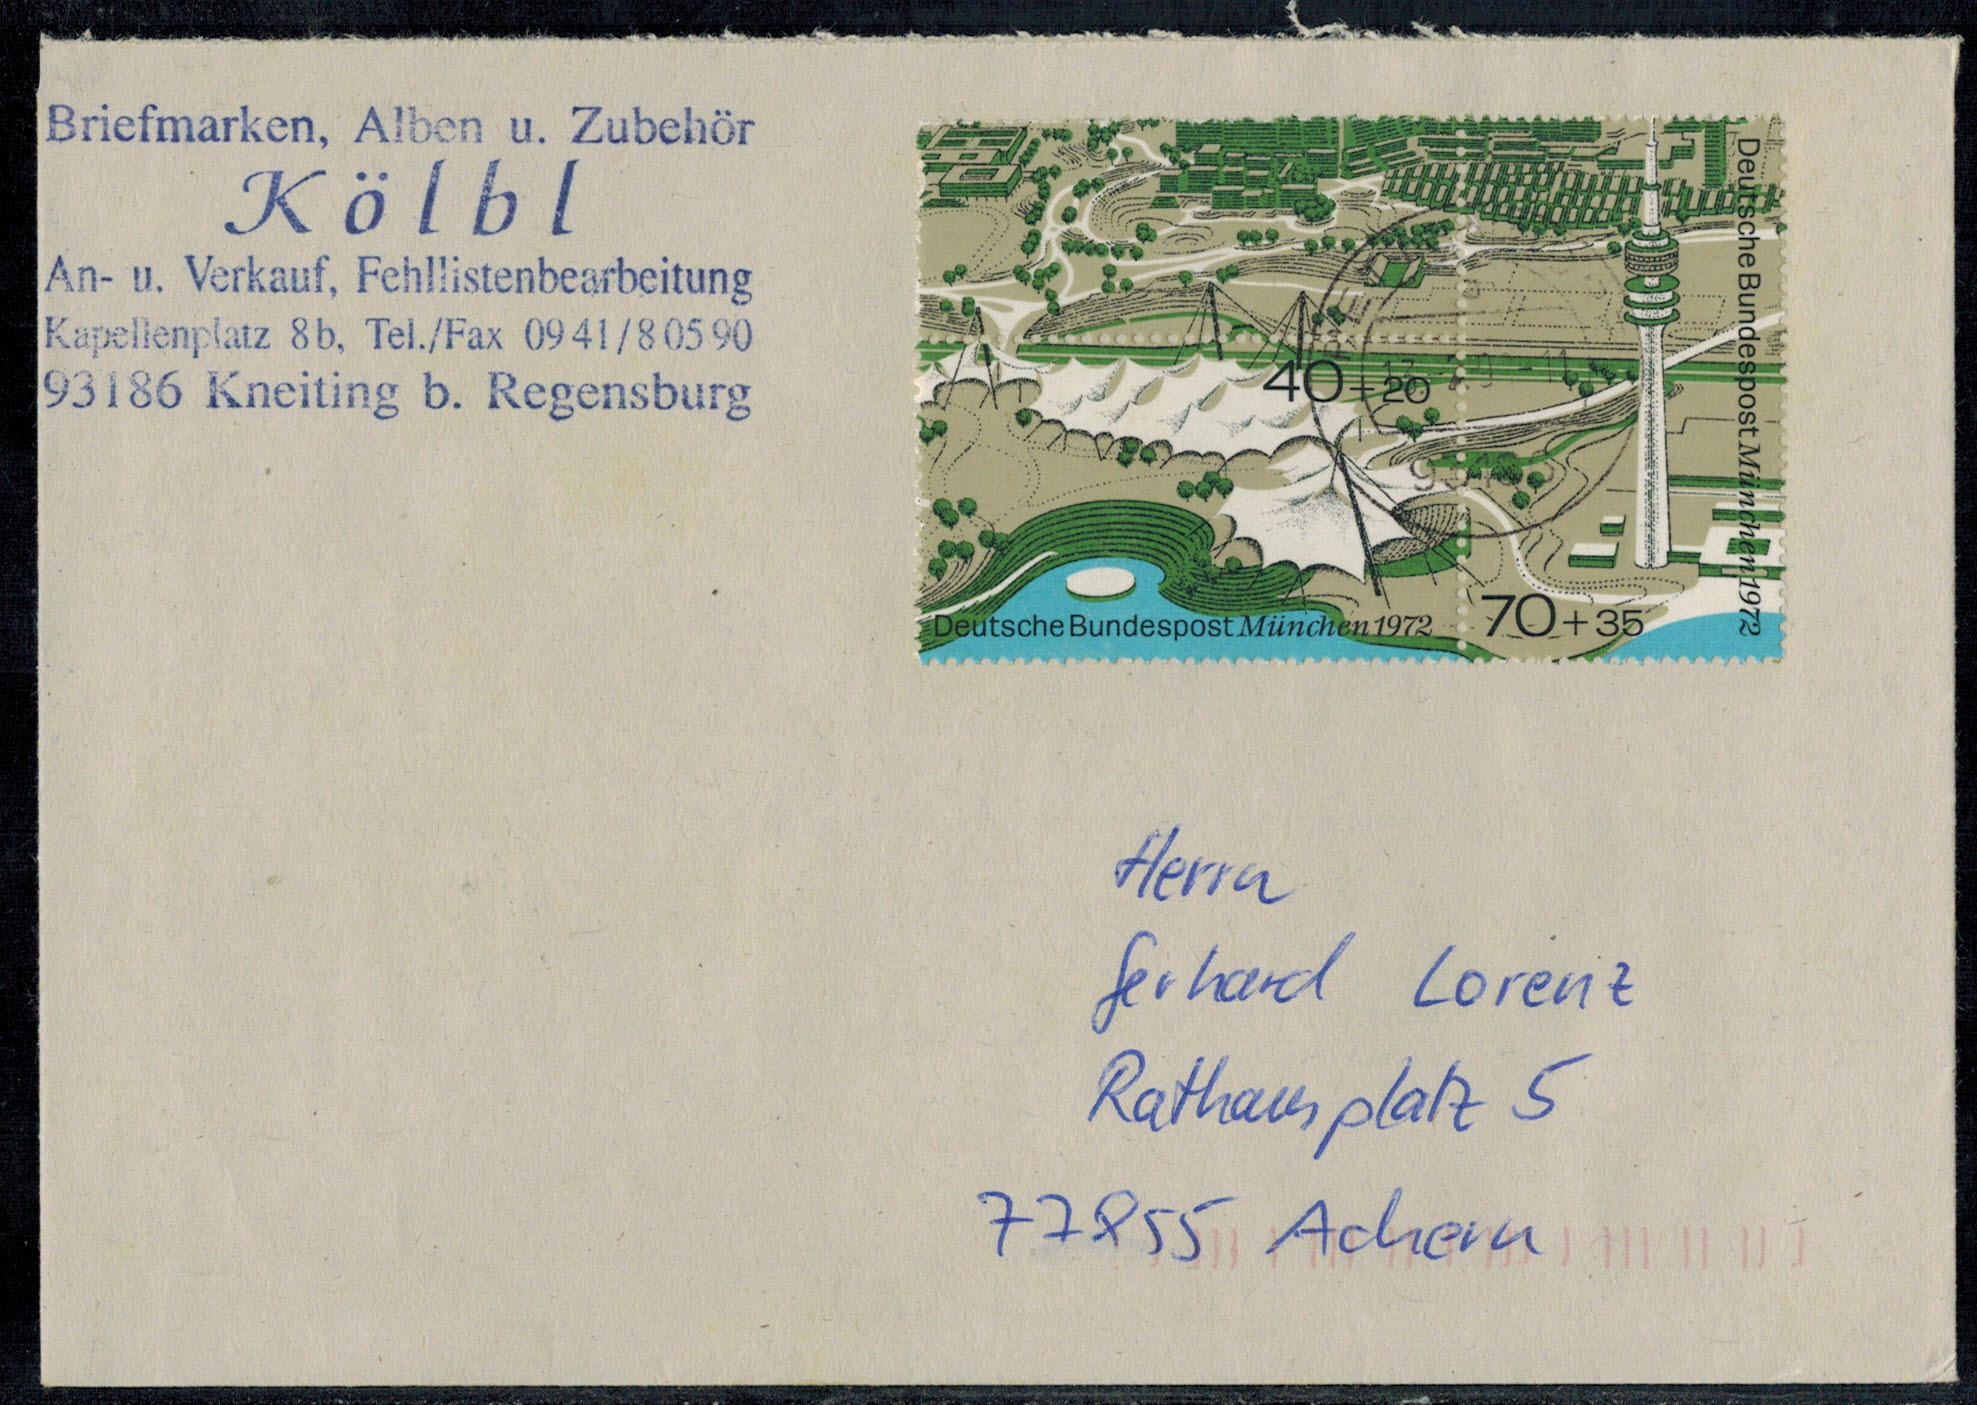 Briefmarken, Alben u. Zubehör
Kölbl
An- u. Verkauf, Fehllistenbearbeitung
Kapellenplatz 8b, Tel./Fax 0941/80590
93186 Kneiting b. Regensburg
40+20
Deutsche Bundespost München 1972
70+35
Deutsche Bundespost München 1972
Herrn
Gerhard Lorenz
Rathausplatz 5
77855 Achern